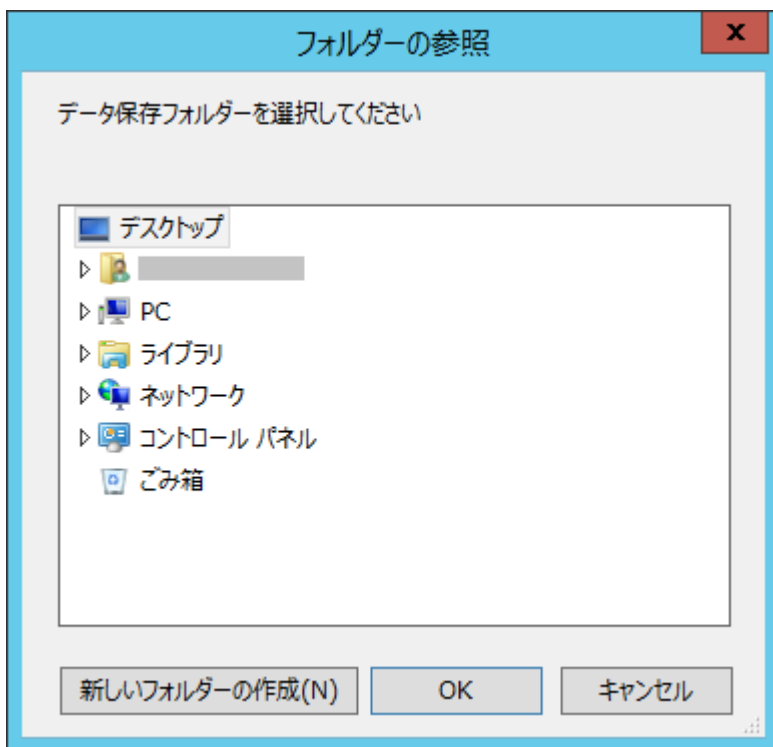 フォルダーの参照
データ保存フォルダーを選択してください
デスクトップ
PC
ライブラリ
ネットワーク
コントロール パネル
ごみ箱
新しいフォルダーの作成(N)
OK
キャンセル